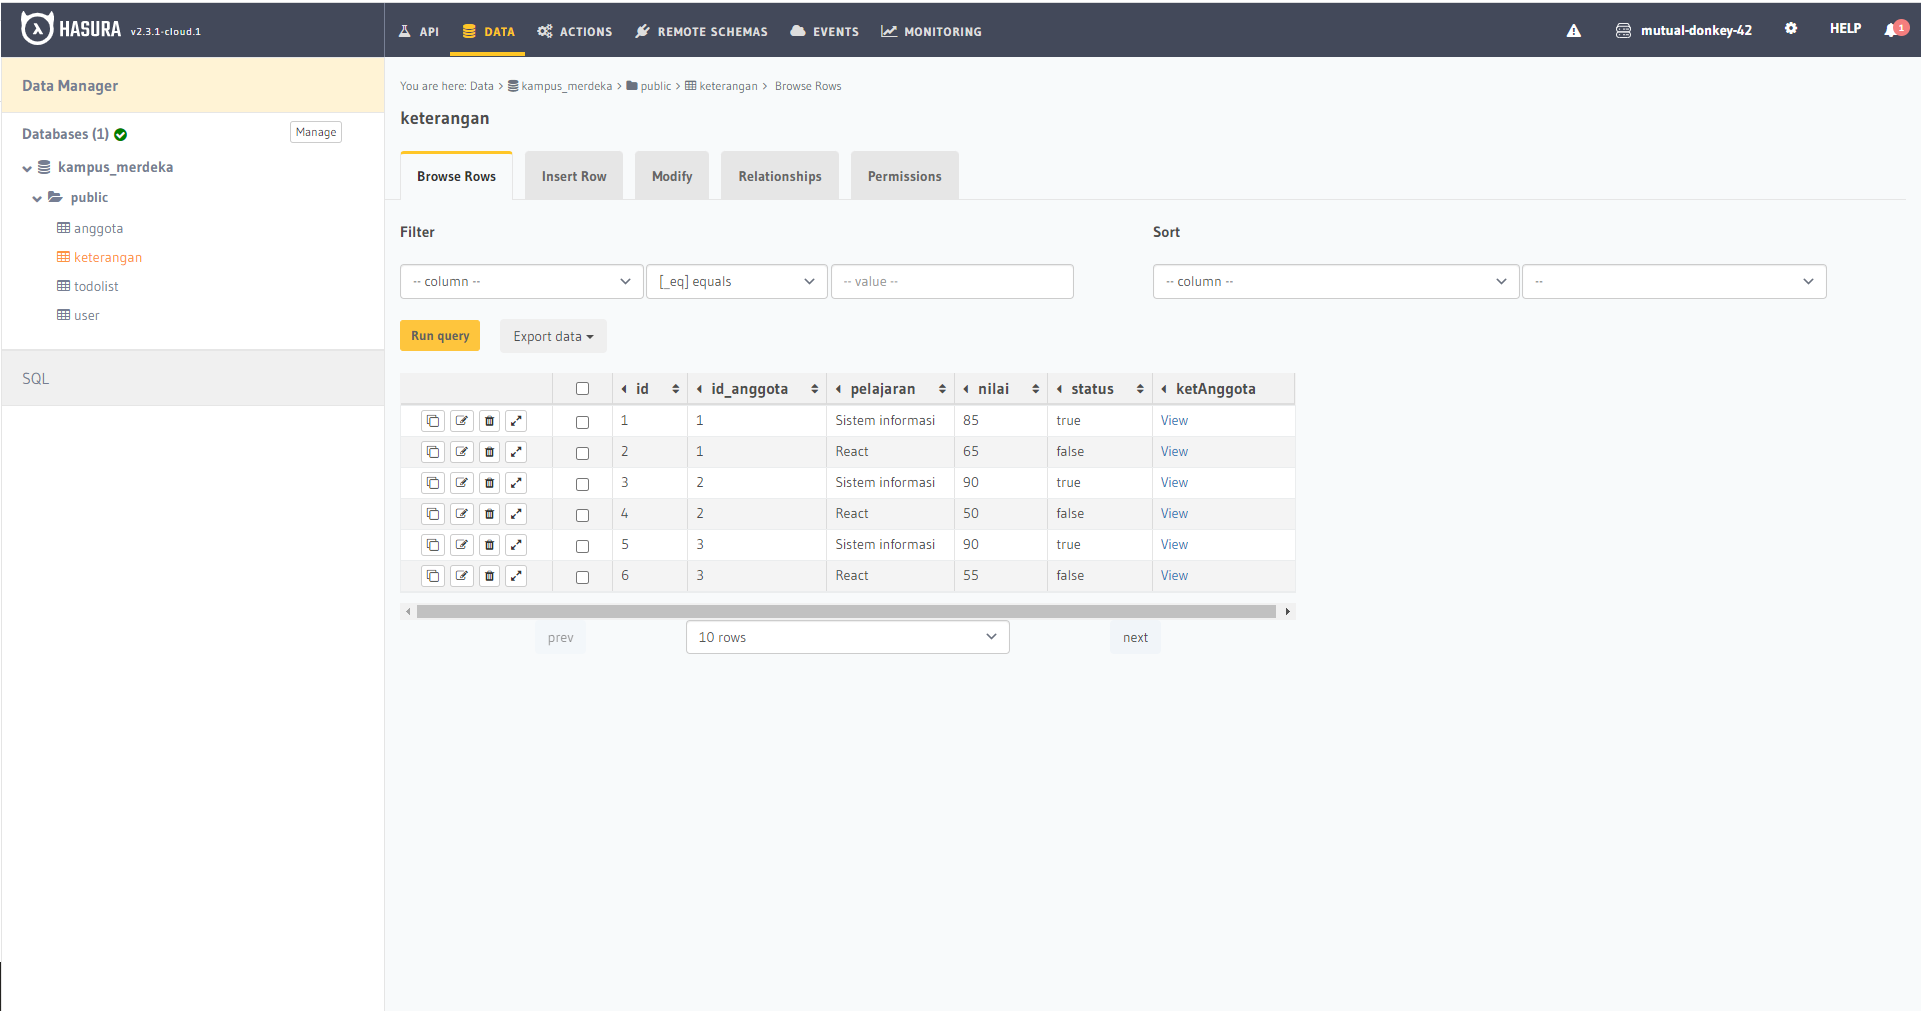 HASURA v2.3.1-cloud.1 API DATA ACTIONS REMOTE SCHEMAS EVENTS MONITORING mutual-donkey-42 HELP 1
Data Manager
Databases (1) Manage
kampus_merdeka
public
anggota
keterangan
todolist
user
SQL
You are here: Data > kampus_merdeka > public > keterangan > Browse Rows
keterangan
Browse Rows Insert Row Modify Relationships Permissions
Filter Sort
-- column -- [_eq] equals -- value -- -- column -- --
Run query Export data
id id_anggota pelajaran nilai status ketAnggota
1 1 Sistem informasi 85 true View
2 1 React 65 false View
3 2 Sistem informasi 90 true View
4 2 React 50 false View
5 3 Sistem informasi 90 true View
6 3 React 55 false View
prev 10 rows next